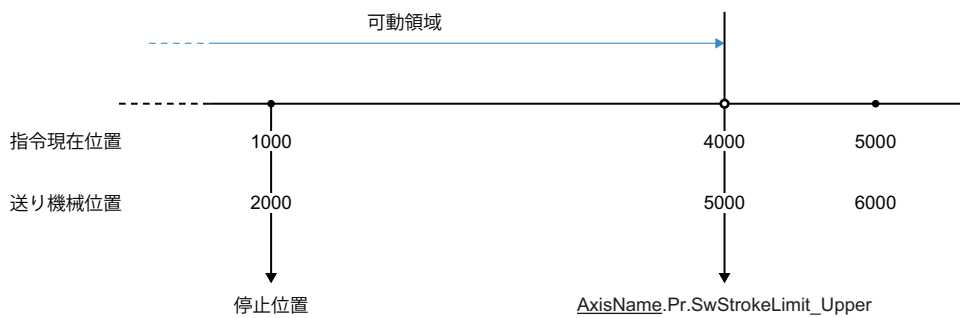 可動領域
指令現在位置 1000 4000 5000
送り機械位置 2000 5000 6000
停止位置 AxisName.Pr.SwStrokeLimit_Upper